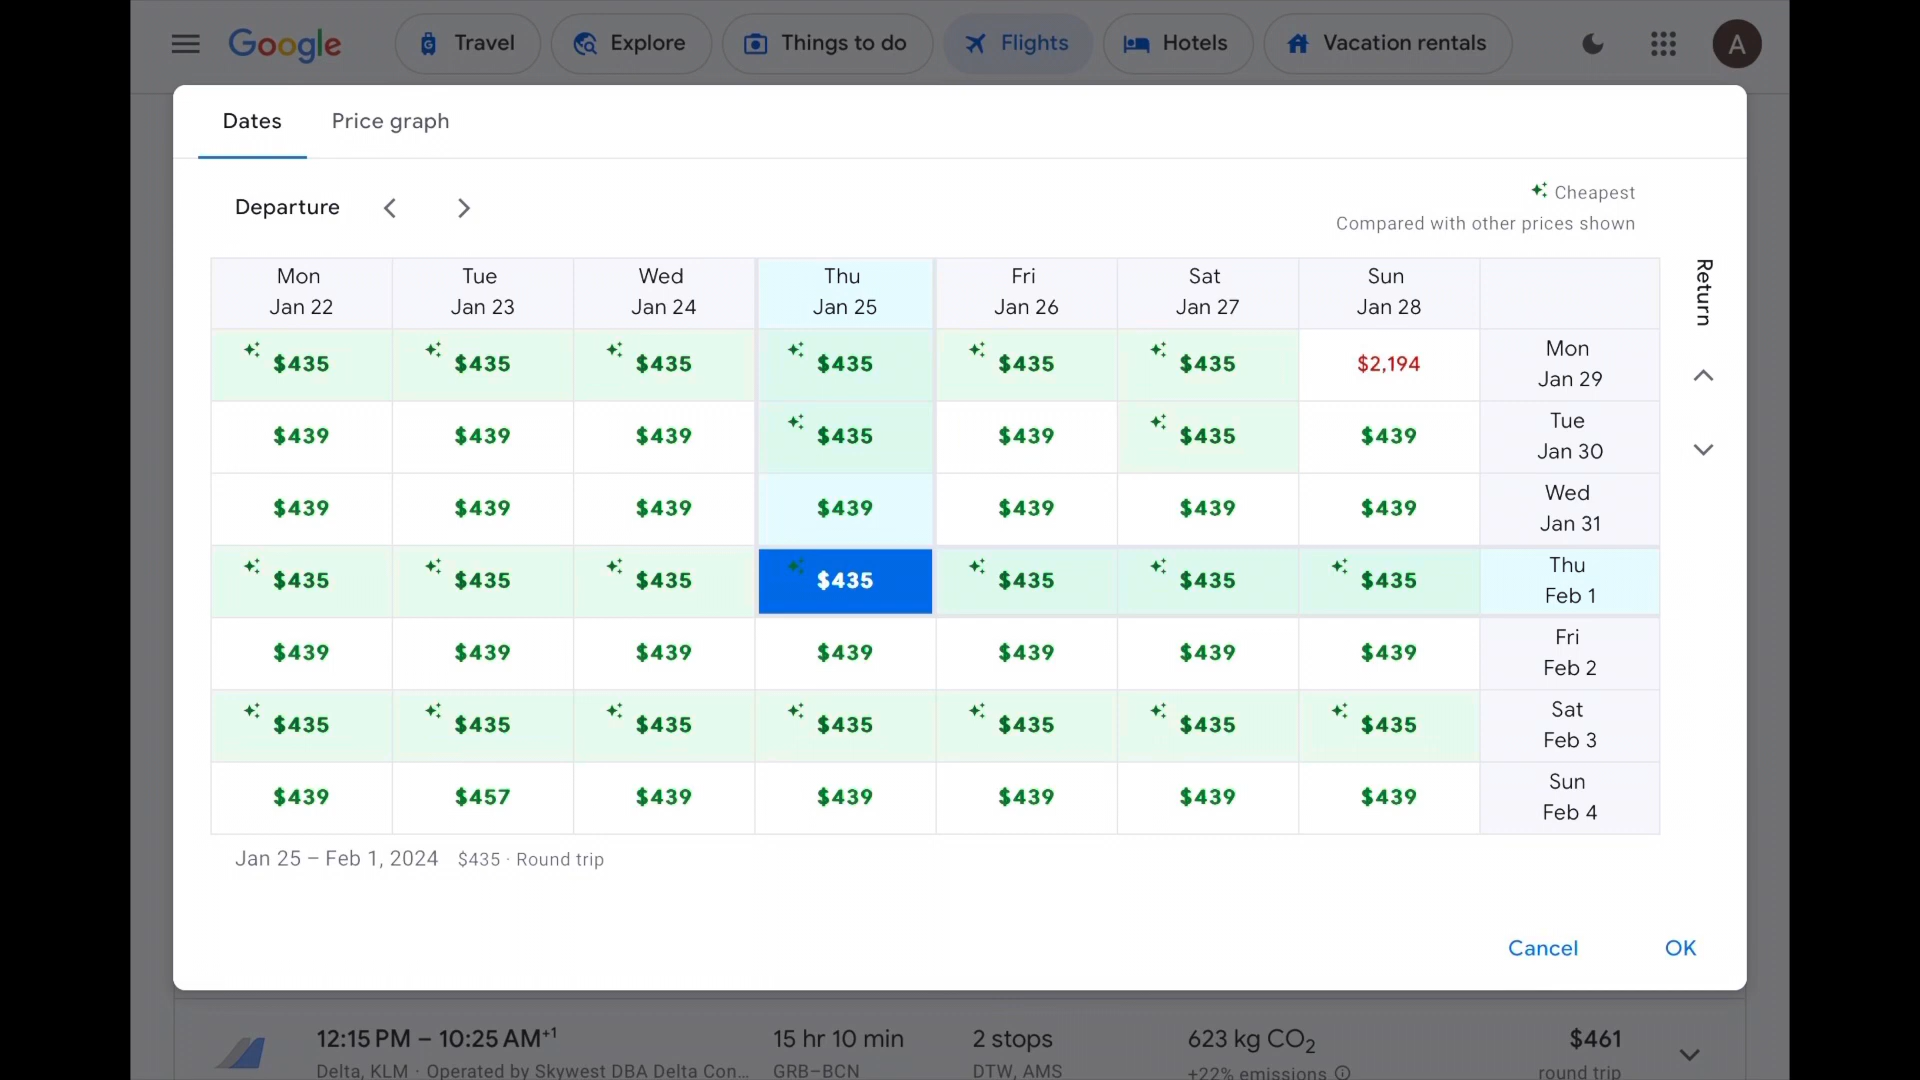 Google Travel Explore Things to do Flights Hotels Vacation rentals A
Dates Price graph
Departure
Cheapest
Compared with other prices shown
Mon Tue Wed Thu Fri Sat Sun
Jan 22 Jan 23 Jan 24 Jan 25 Jan 26 Jan 27 Jan 28
Return
$435 $435 $435 $435 $435 $435 $2,194 Mon Jan 29
$439 $439 $439 $435 $439 $435 $439 Tue Jan 30
$439 $439 $439 $439 $439 $439 $439 Wed Jan 31
$435 $435 $435 $435 $435 $435 $435 Thu Feb 1
$439 $439 $439 $439 $439 $439 $439 Fri Feb 2
$435 $435 $435 $435 $435 $435 $435 Sat Feb 3
$439 $457 $439 $439 $439 $439 $439 Sun Feb 4
Jan 25 – Feb 1, 2024 $435 · Round trip
Cancel OK
12:15 PM – 10:25 AM+1 15 hr 10 min 2 stops 623 kg CO2 $461
Delta, KLM · Operated by Skywest DBA Delta Con... GRB–BCN DTW, AMS +22% emissions round trip